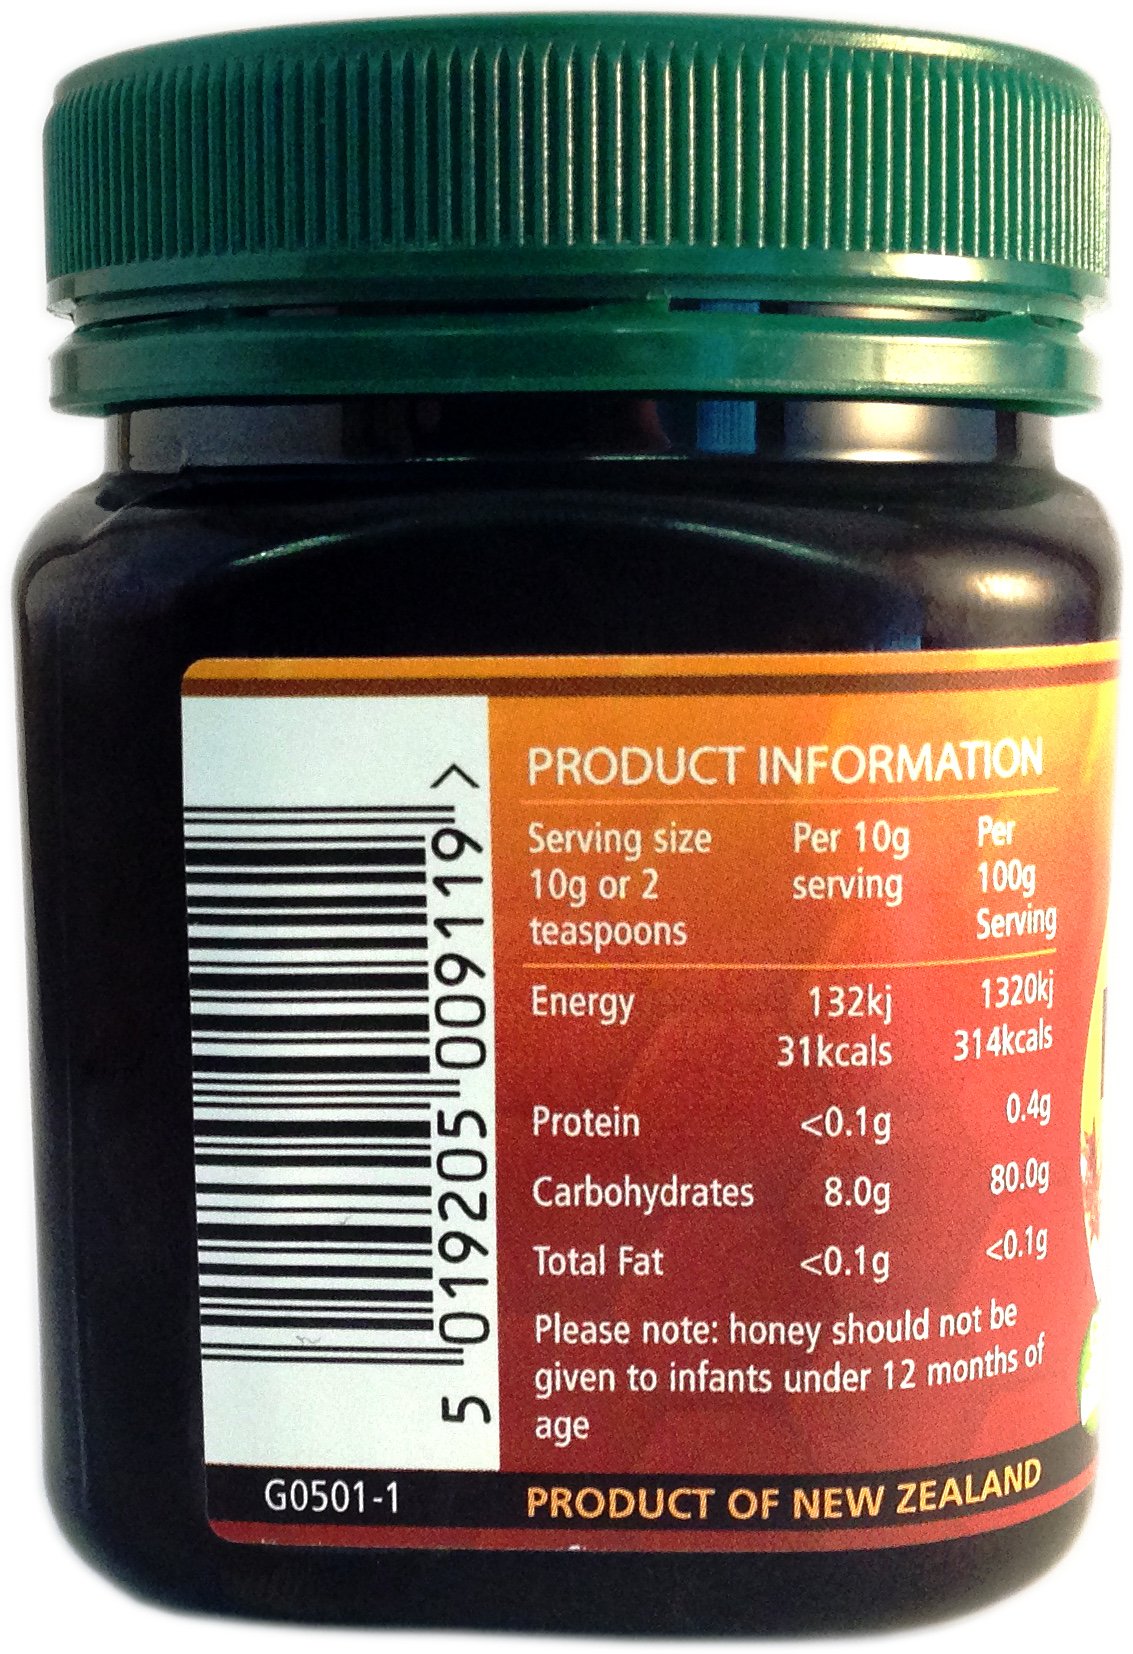 PRODUCT INFORMATION
Serving size 10g or 2 teaspoons Per 10g serving Per 100g Serving
Energy 132kj 1320kj
31kcals 314kcals
Protein <0.1g 0.4g
Carbohydrates 8.0g 80.0g
Total Fat <0.1g <0.1g
Please note: honey should not be
given to infants under 12 months of
age
PRODUCT OF NEW ZEALAND
G0501-1
5 019205 009119 >